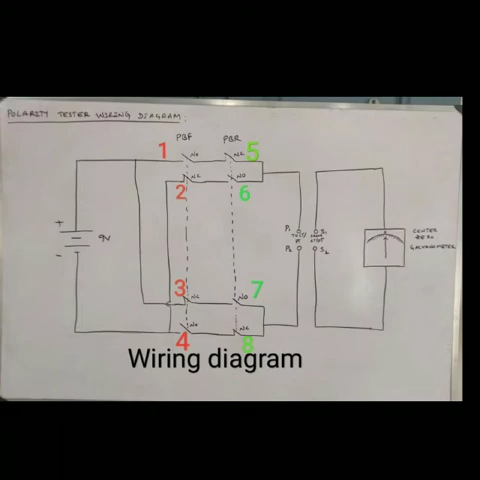 POLARITY TESTER WIRING DIAGRAM:
PBF PBR
1 NO NC 5
2 NC NO 6
+
9V
-
P1 S1
P2 S2
CENTER
ZERO
GALVANOMETER
3 NC NO 7
4 NO NC 8
Wiring diagram